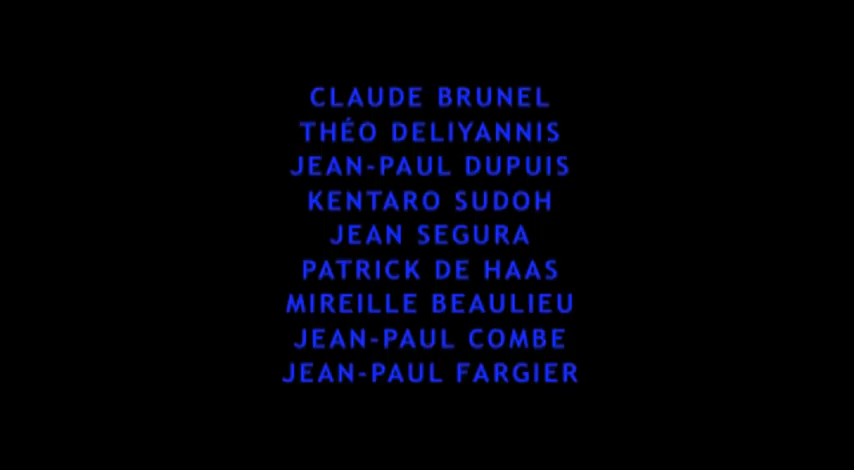 CLAUDE BRUNEL
THÉO DELIYANNIS
JEAN-PAUL DUPUIS
KENTARO SUDOH
JEAN SEGURA
PATRICK DE HAAS
MIREILLE BEAULIEU
JEAN-PAUL COMBE
JEAN-PAUL FARGIER